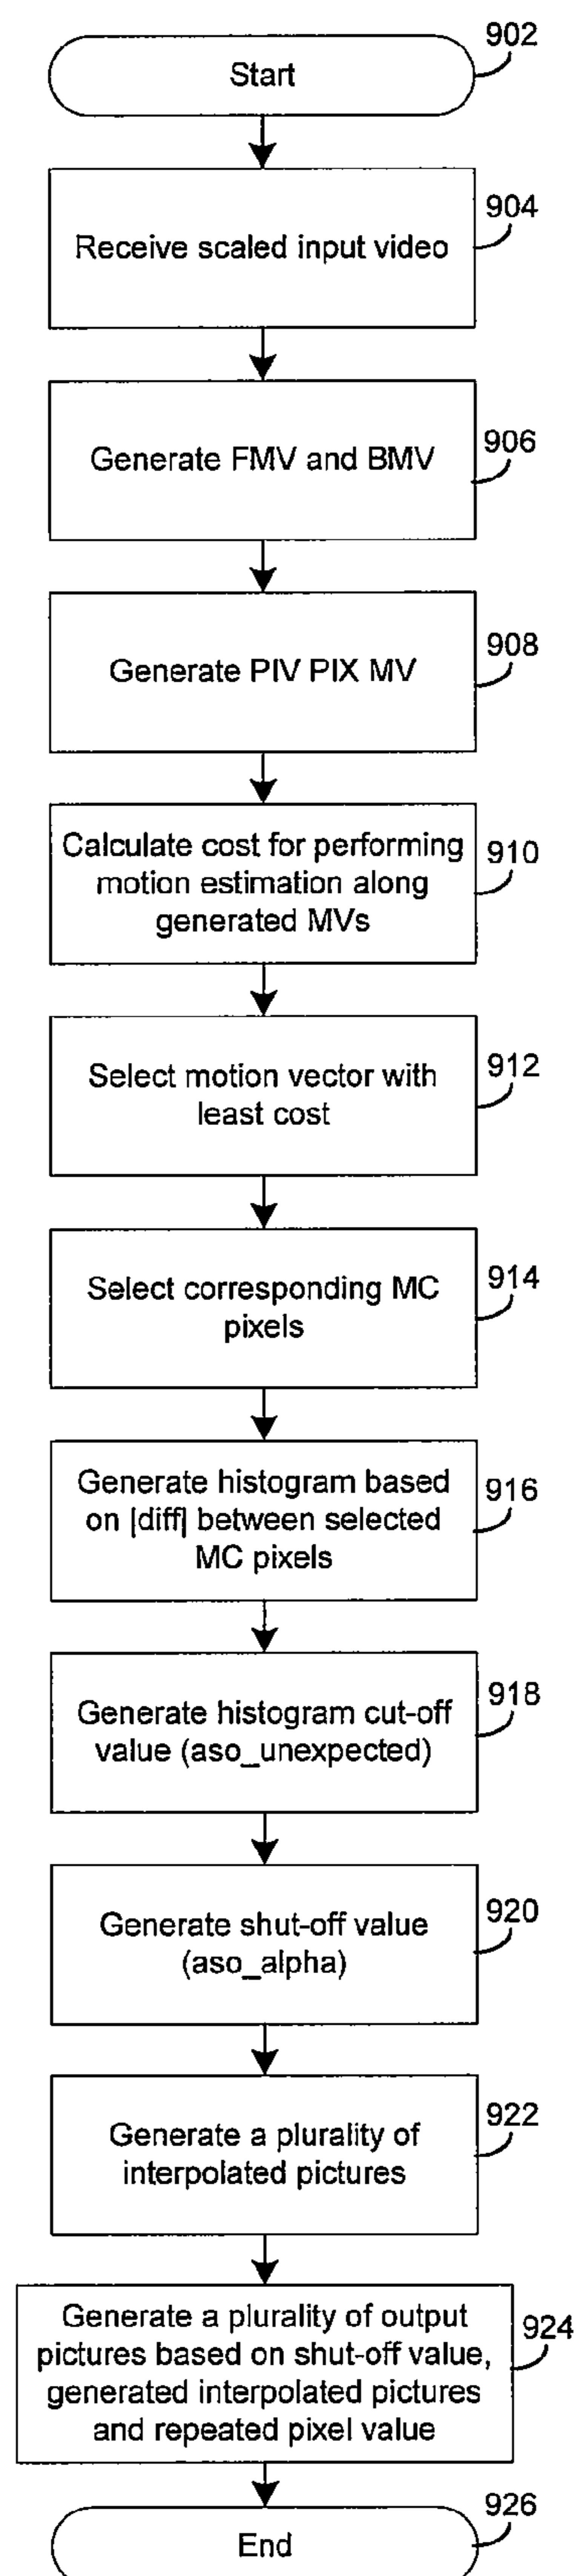 902
Start
904
Receive scaled input video
906
Generate FMV and BMV
908
Generate PIV PIX MV
910
Calculate cost for performing
motion estimation along
generated MVs
912
Select motion vector with
least cost
914
Select corresponding MC
pixels
916
Generate histogram based
on |diff| between selected
MC pixels
918
Generate histogram cut-off
value (aso_unexpected)
920
Generate shut-off value
(aso_alpha)
922
Generate a plurality of
interpolated pictures
924
Generate a plurality of output
pictures based on shut-off value,
generated interpolated pictures
and repeated pixel value
926
End